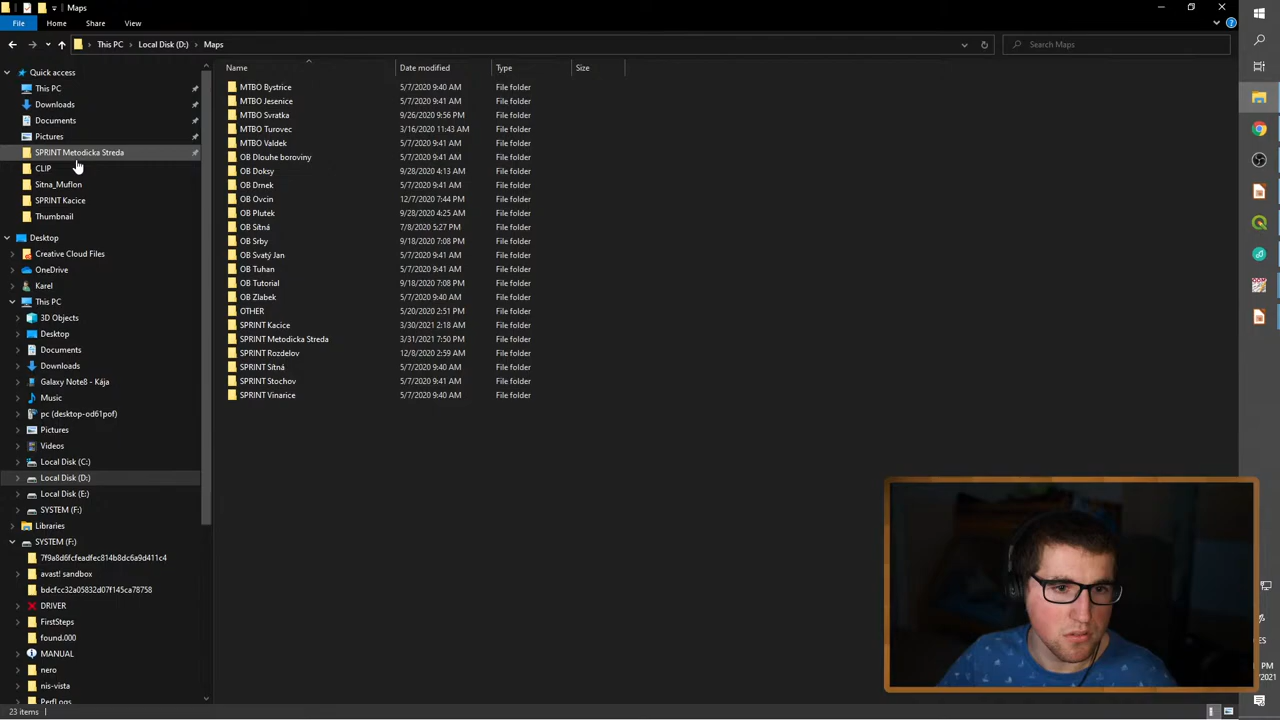 Maps
File
Home
Share
View
This PC
Local Disk (D:)
Maps
Search Maps
Name
Date modified
Type
Size
Quick access
This PC
Downloads
Documents
Pictures
SPRINT Metodicka Streda
CLIP
Sitna_Muflon
SPRINT Kacice
Thumbnail
Desktop
Creative Cloud Files
OneDrive
Karel
This PC
3D Objects
Desktop
Documents
Downloads
Galaxy Note8 - Kája
Music
pc (desktop-od61pof)
Pictures
Videos
Local Disk (C:)
Local Disk (D:)
Local Disk (E:)
SYSTEM (F:)
Libraries
SYSTEM (F:)
7f9a8d6fcfeadfec814b8dc6a9d411c4
avast! sandbox
bdcfcc32a05832d07f145ca78758
DRIVER
FirstSteps
found.000
MANUAL
nero
nis-vista
PerfLogs
MTBO Bystrice 5/7/2020 9:40 AM File folder
MTBO Jesenice 5/7/2020 9:41 AM File folder
MTBO Svratka 9/26/2020 9:56 PM File folder
MTBO Turovec 3/16/2020 11:43 AM File folder
MTBO Valdek 5/7/2020 9:41 AM File folder
OB Dlouhe boroviny 5/7/2020 9:41 AM File folder
OB Doksy 9/28/2020 4:13 AM File folder
OB Drnek 5/7/2020 9:41 AM File folder
OB Ovcin 12/7/2020 7:44 PM File folder
OB Plutek 9/28/2020 4:25 AM File folder
OB Sítná 7/8/2020 5:27 PM File folder
OB Srby 9/18/2020 7:08 PM File folder
OB Svatý Jan 5/7/2020 9:41 AM File folder
OB Tuhan 5/7/2020 9:41 AM File folder
OB Tutorial 9/18/2020 7:08 PM File folder
OB Zlabek 5/7/2020 9:40 AM File folder
OTHER 5/20/2020 2:51 PM File folder
SPRINT Kacice 3/30/2021 2:18 AM File folder
SPRINT Metodicka Streda 3/31/2021 7:50 PM File folder
SPRINT Rozdelov 12/8/2020 2:59 AM File folder
SPRINT Sítná 5/7/2020 9:40 AM File folder
SPRINT Stochov 5/7/2020 9:41 AM File folder
SPRINT Vinarice 5/7/2020 9:40 AM File folder
23 items